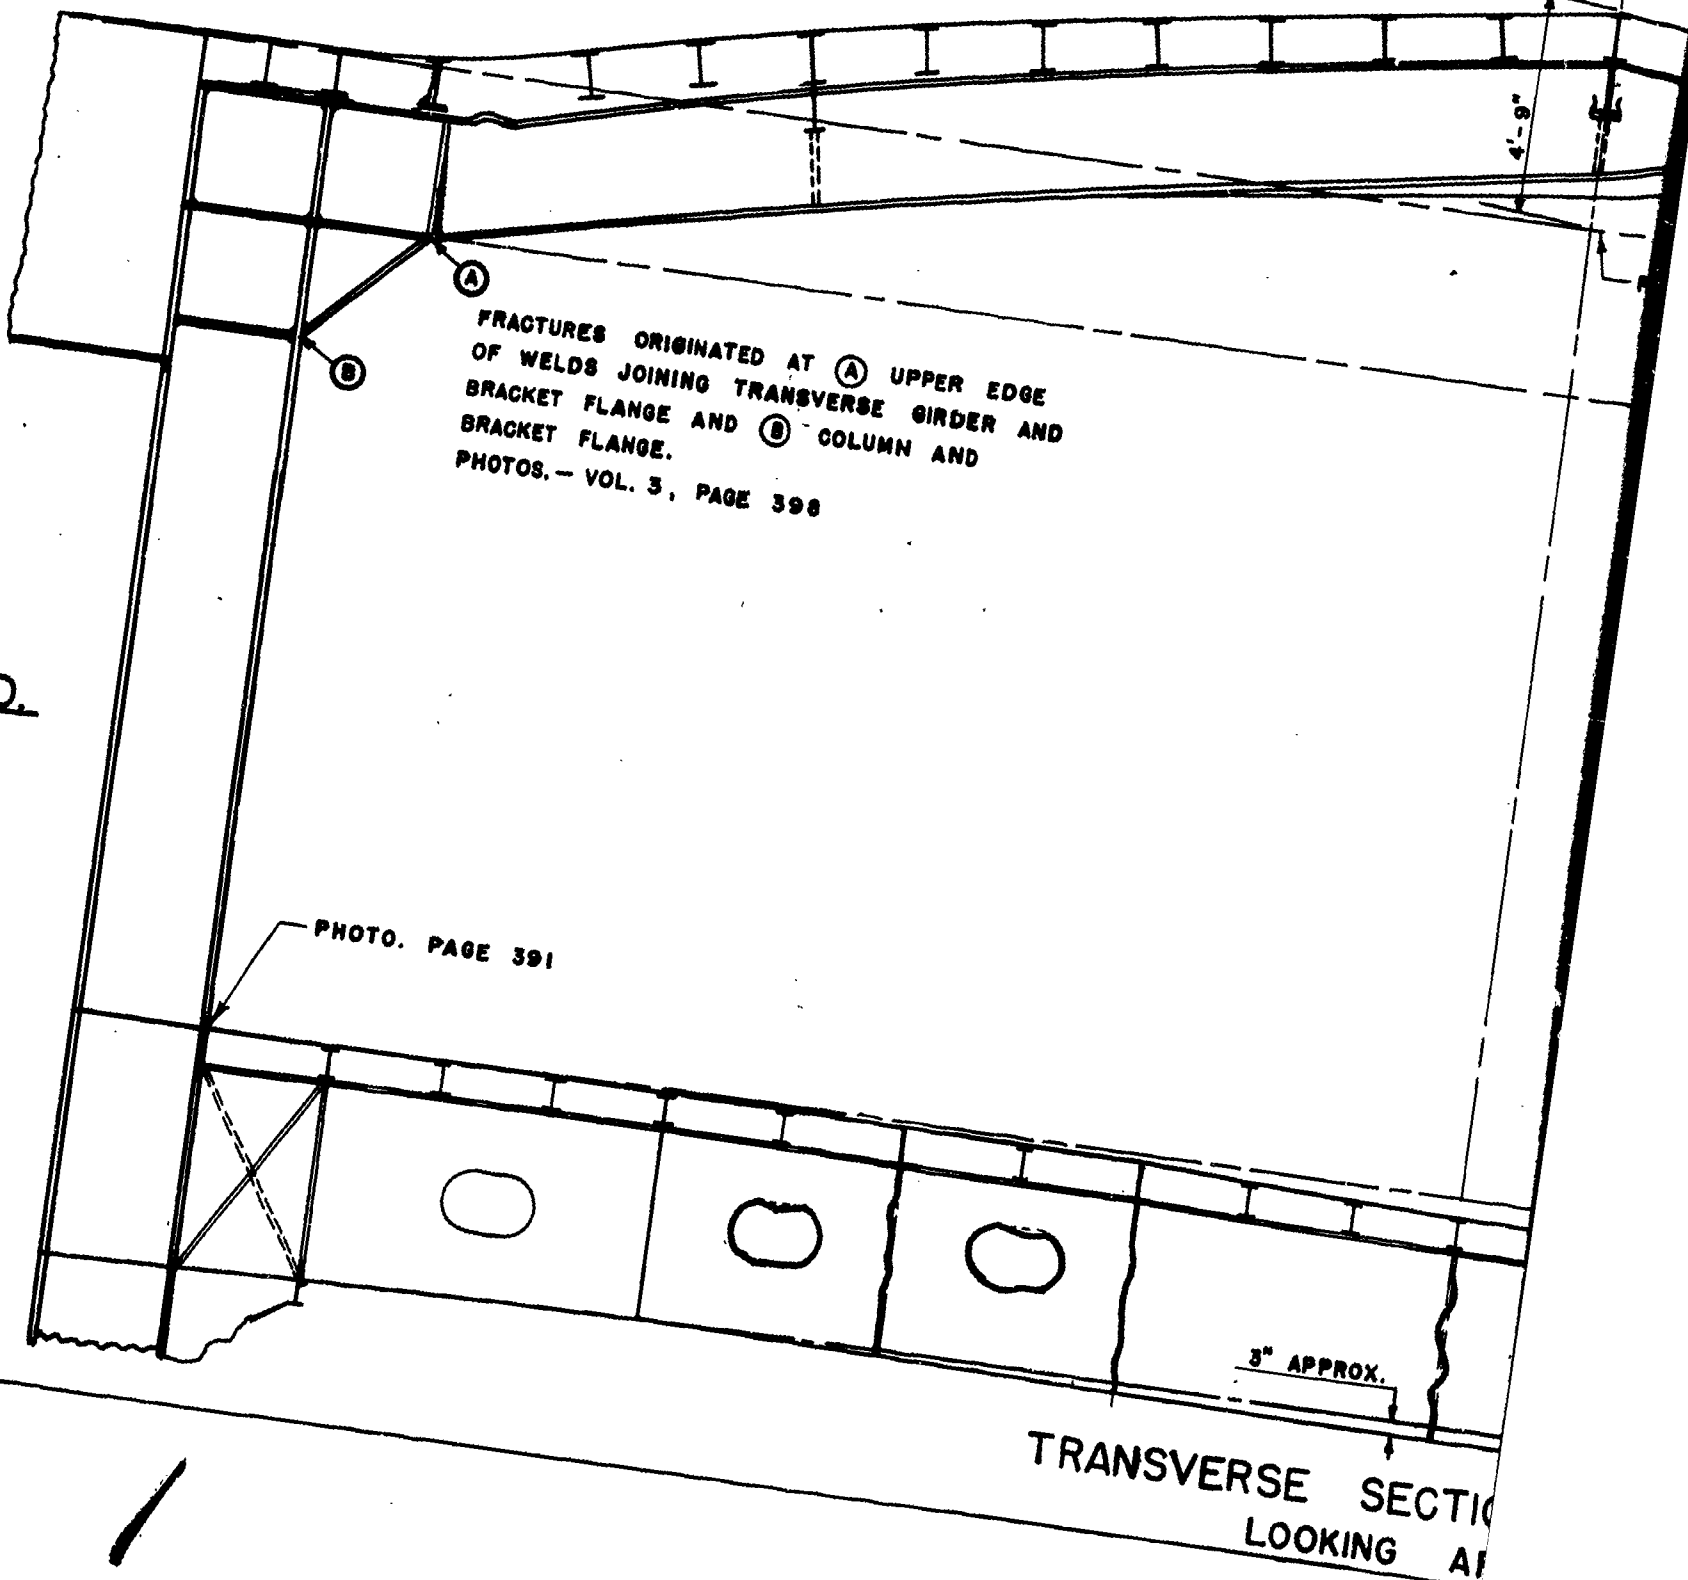 4'-9"
A
B
FRACTURES ORIGINATED AT A UPPER EDGE
OF WELDS JOINING TRANSVERSE GIRDER AND
BRACKET FLANGE AND B COLUMN AND
BRACKET FLANGE.
PHOTOS.— VOL. 3, PAGE 398
PHOTO. PAGE 391
3" APPROX.
TRANSVERSE
LOOKING